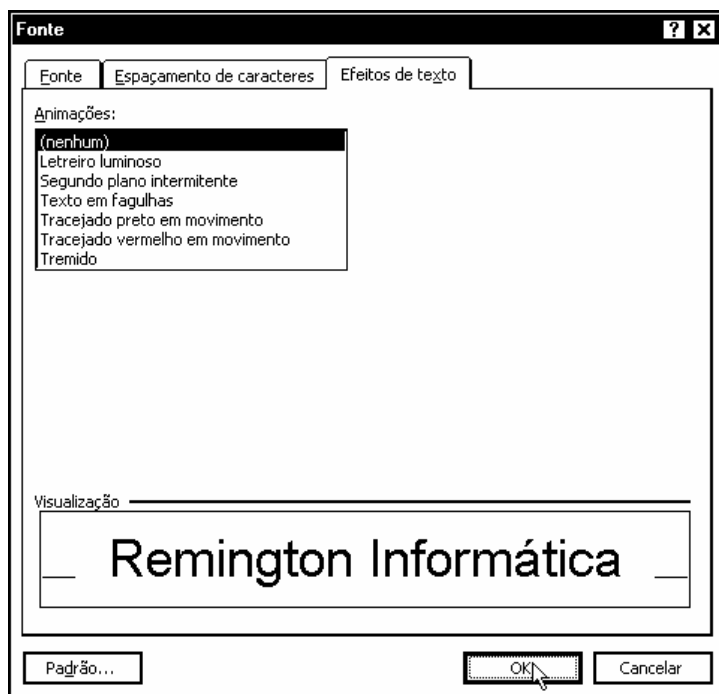 Fonte
Fonte Espaçamento de caracteres Efeitos de texto
Animações:
(nenhum)
Letreiro luminoso
Segundo plano intermitente
Texto em fagulhas
Tracejado preto em movimento
Tracejado vermelho em movimento
Tremido
Visualização
Remington Informática
Padrão... OK Cancelar